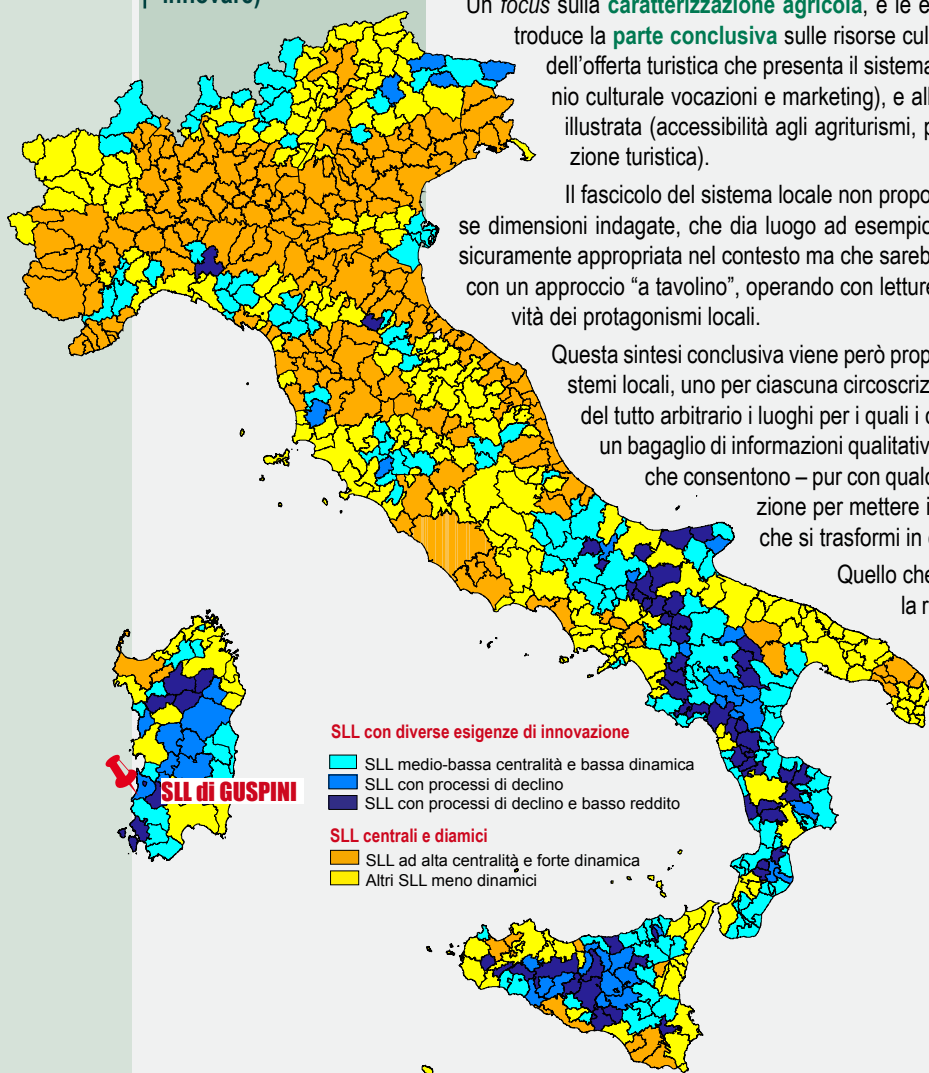 innovare)
Un focus sulla caratterizzazione agricola, e le e
troduce la parte conclusiva sulle risorse cul
dell’offerta turistica che presenta il sistema
nio culturale vocazioni e marketing), e all
illustrata (accessibilità agli agriturismi, p
zione turistica).
Il fascicolo del sistema locale non propo
se dimensioni indagate, che dia luogo ad esempio
sicuramente appropriata nel contesto ma che sareb
con un approccio “a tavolino”, operando con letture
vità dei protagonismi locali.
Questa sintesi conclusiva viene però prop
stemi locali, uno per ciascuna circoscriz
del tutto arbitrario i luoghi per i quali i
un bagaglio di informazioni qualitativ
che consentono – pur con qualc
zione per mettere i
che si trasformi in
Quello che
la r
SLL di GUSPINI
SLL con diverse esigenze di innovazione
SLL medio-bassa centralità e bassa dinamica
SLL con processi di declino
SLL con processi di declino e basso reddito
SLL centrali e diamici
SLL ad alta centralità e forte dinamica
Altri SLL meno dinamici